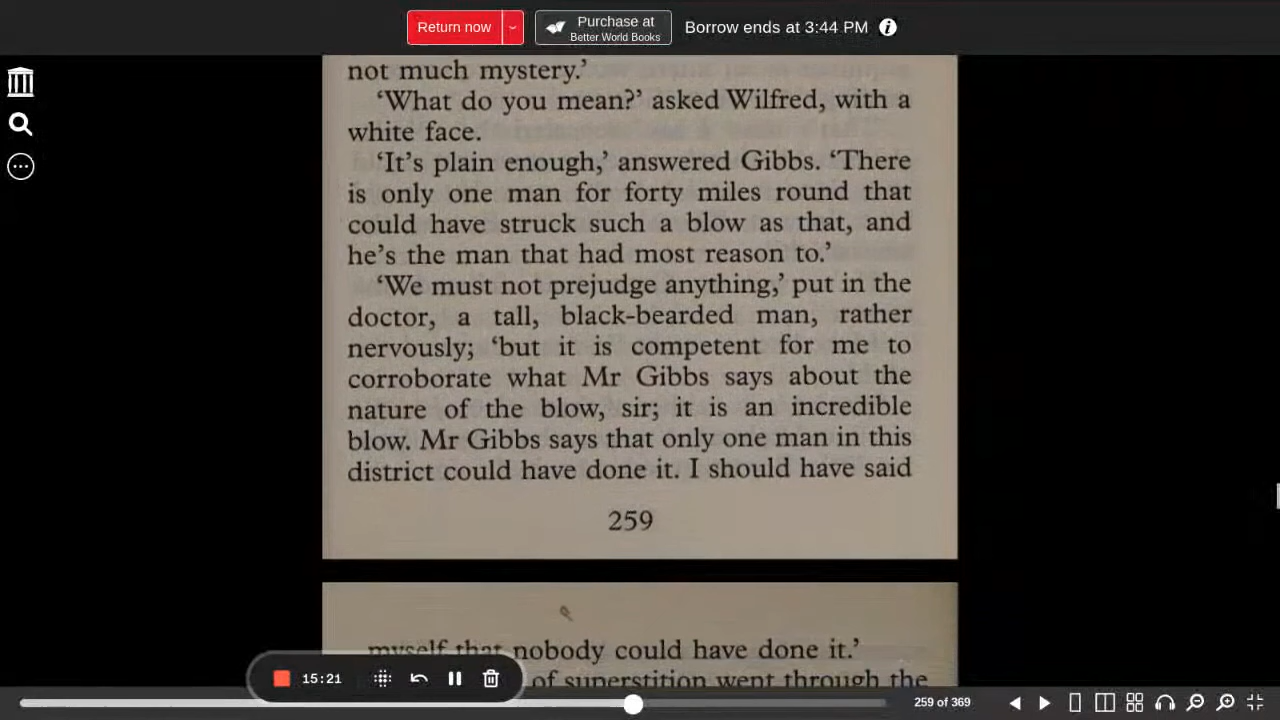 Return now
Purchase at
Better World Books
Borrow ends at 3:44 PM
not much mystery.’
‘What do you mean?’ asked Wilfred, with a
white face.
‘It’s plain enough,’ answered Gibbs. ‘There
is only one man for forty miles round that
could have struck such a blow as that, and
he’s the man that had most reason to.’
‘We must not prejudge anything,’ put in the
doctor, a tall, black-bearded man, rather
nervously; ‘but it is competent for me to
corroborate what Mr Gibbs says about the
nature of the blow, sir; it is an incredible
blow. Mr Gibbs says that only one man in this
district could have done it. I should have said
259
myself that nobody could have done it.’
of superstition went through the
15:21
259 of 369